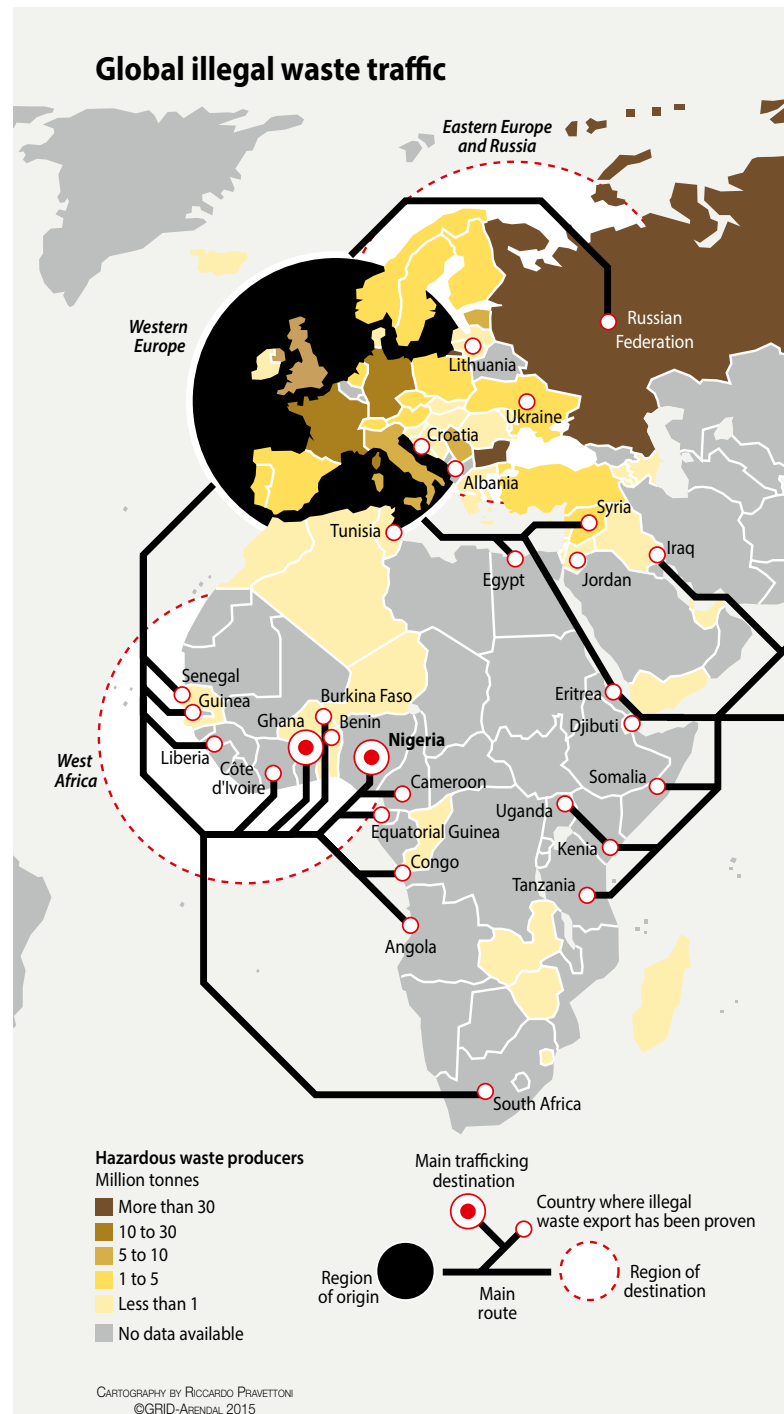 Global illegal waste traffic
Eastern Europe
and Russia
Western
Europe
Russian
Federation
Lithuania
Ukraine
Croatia
Albania
Tunisia
Syria
Egypt
Jordan
Iraq
Senegal
Guinea
Burkina Faso
Ghana
Benin
Nigeria
Eritrea
Djibuti
West
Africa
Liberia
Côte
d'Ivoire
Cameroon
Somalia
Uganda
Equatorial Guinea
Kenia
Congo
Tanzania
Angola
South Africa
Hazardous waste producers
Million tonnes
More than 30
10 to 30
5 to 10
1 to 5
Less than 1
No data available
Main trafficking
destination
Country where illegal
waste export has been proven
Region
of origin
Main
route
Region of
destination
Cartography by Riccardo Pravettoni
©GRID-Arendal 2015